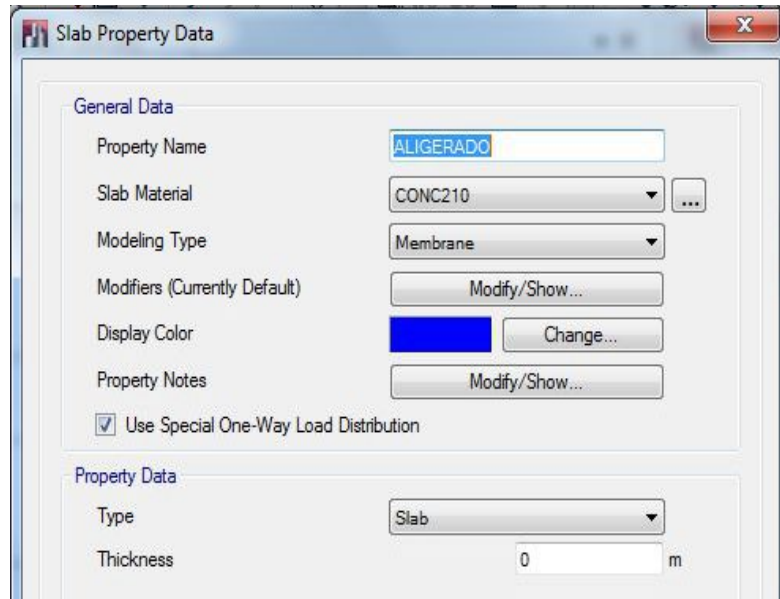 Slab Property Data
X
General Data
Property Name ALIGERADO
Slab Material CONC210 ...
Modeling Type Membrane
Modifiers (Currently Default) Modify/Show...
Display Color Change...
Property Notes Modify/Show...
Use Special One-Way Load Distribution
Property Data
Type Slab
Thickness 0 m